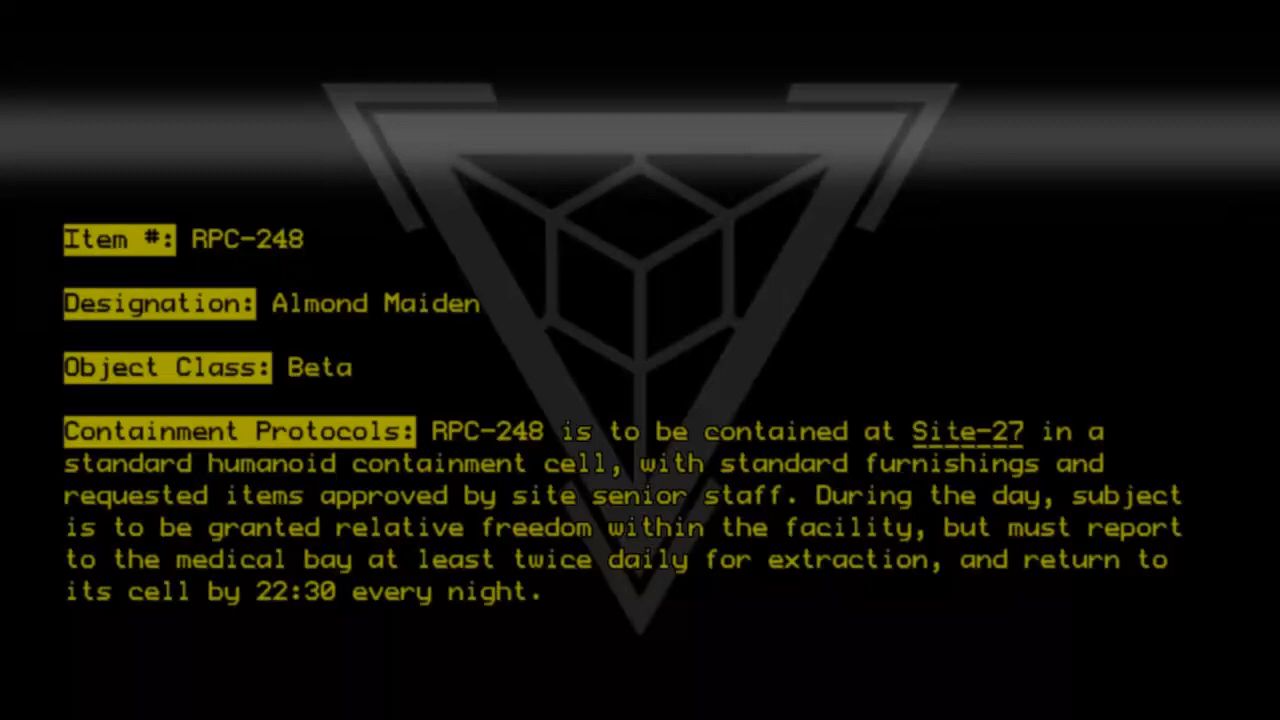 Item #: RPC-248
Designation: Almond Maiden
Object Class: Beta
Containment Protocols: RPC-248 is to be contained at Site-27 in a
standard humanoid containment cell, with standard furnishings and
requested items approved by site senior staff. During the day, subject
is to be granted relative freedom within the facility, but must report
to the medical bay at least twice daily for extraction, and return to
its cell by 22:30 every night.